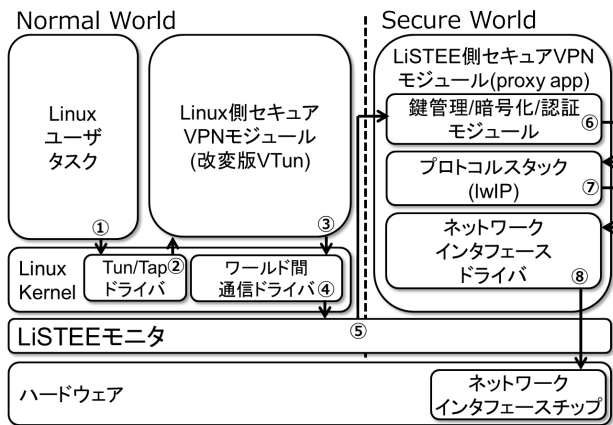 Normal World
Secure World
Linux
ユーザ
タスク
①
Linux側セキュア
VPNモジュール
(改変版VTun)
③
LiSTEE側セキュアVPN
モジュール(proxy app)
鍵管理/暗号化/認証
モジュール
⑥
プロトコルスタック
(lwIP)
⑦
ネットワーク
インタフェース
ドライバ
⑧
Linux
Kernel
Tun/Tap
ドライバ
②
ワールド間
通信ドライバ
④
LiSTEEモニタ
⑤
ハードウェア
ネットワーク
インタフェースチップ